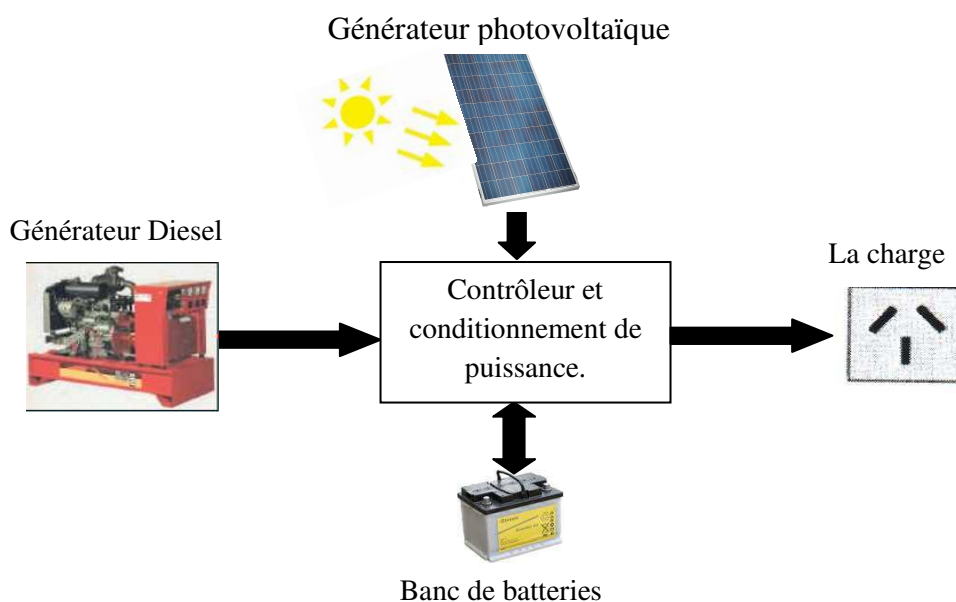 Générateur photovoltaïque
Générateur Diesel
La charge
Contrôleur et
conditionnement de
puissance.
Banc de batteries